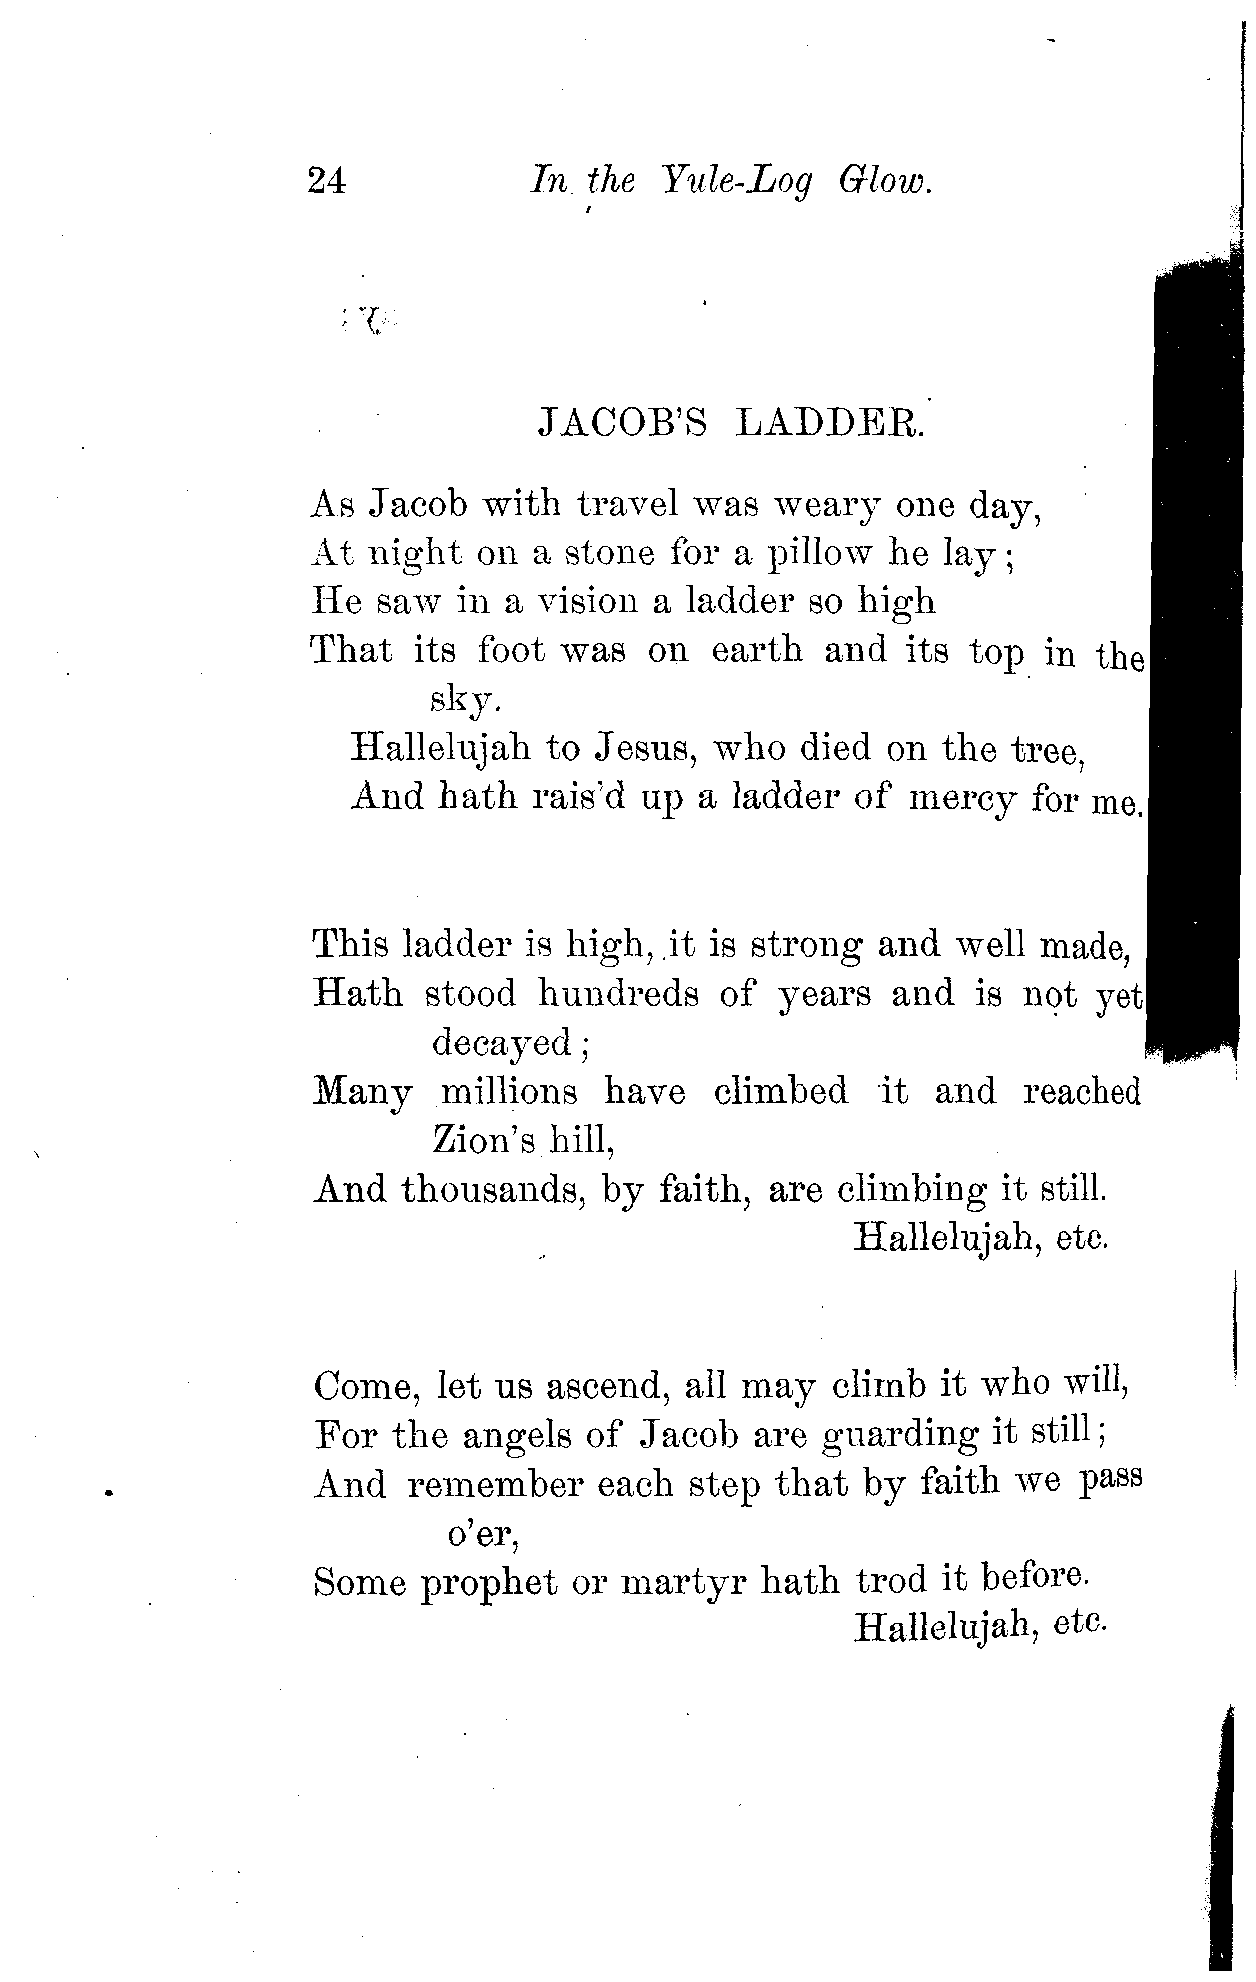 24 In the Yule-Log Glow.
JACOB'S LADDER.
As Jacob with travel was weary one day,
At night on a stone for a pillow he lay;
He saw in a vision a ladder so high
That its foot was on earth and its top in the
sky.
Hallelujah to Jesus, who died on the tree,
And hath rais'd up a ladder of mercy for me.
This ladder is high, it is strong and well made,
Hath stood hundreds of years and is not yet
decayed;
Many millions have climbed it and reached
Zion's hill,
And thousands, by faith, are climbing it still.
Hallelujah, etc.
Come, let us ascend, all may climb it who will,
For the angels of Jacob are guarding it still;
And remember each step that by faith we pass
o'er,
Some prophet or martyr hath trod it before.
Hallelujah, etc.